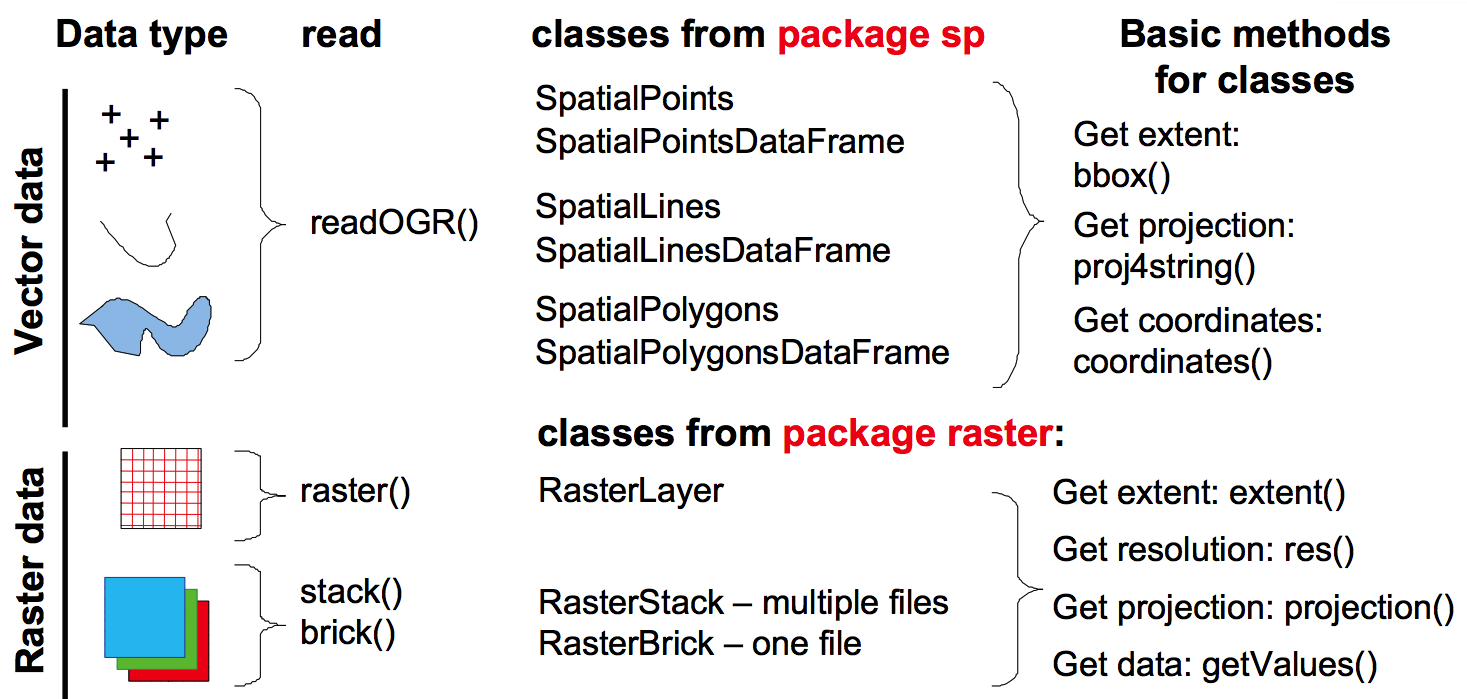 Data type
read
classes from package sp
Basic methods
for classes
Vector data
readOGR()
SpatialPoints
SpatialPointsDataFrame
SpatialLines
SpatialLinesDataFrame
SpatialPolygons
SpatialPolygonsDataFrame
Get extent:
bbox()
Get projection:
proj4string()
Get coordinates:
coordinates()
classes from package raster:
Raster data
raster()
RasterLayer
stack()
brick()
RasterStack – multiple files
RasterBrick – one file
Get extent: extent()
Get resolution: res()
Get projection: projection()
Get data: getValues()